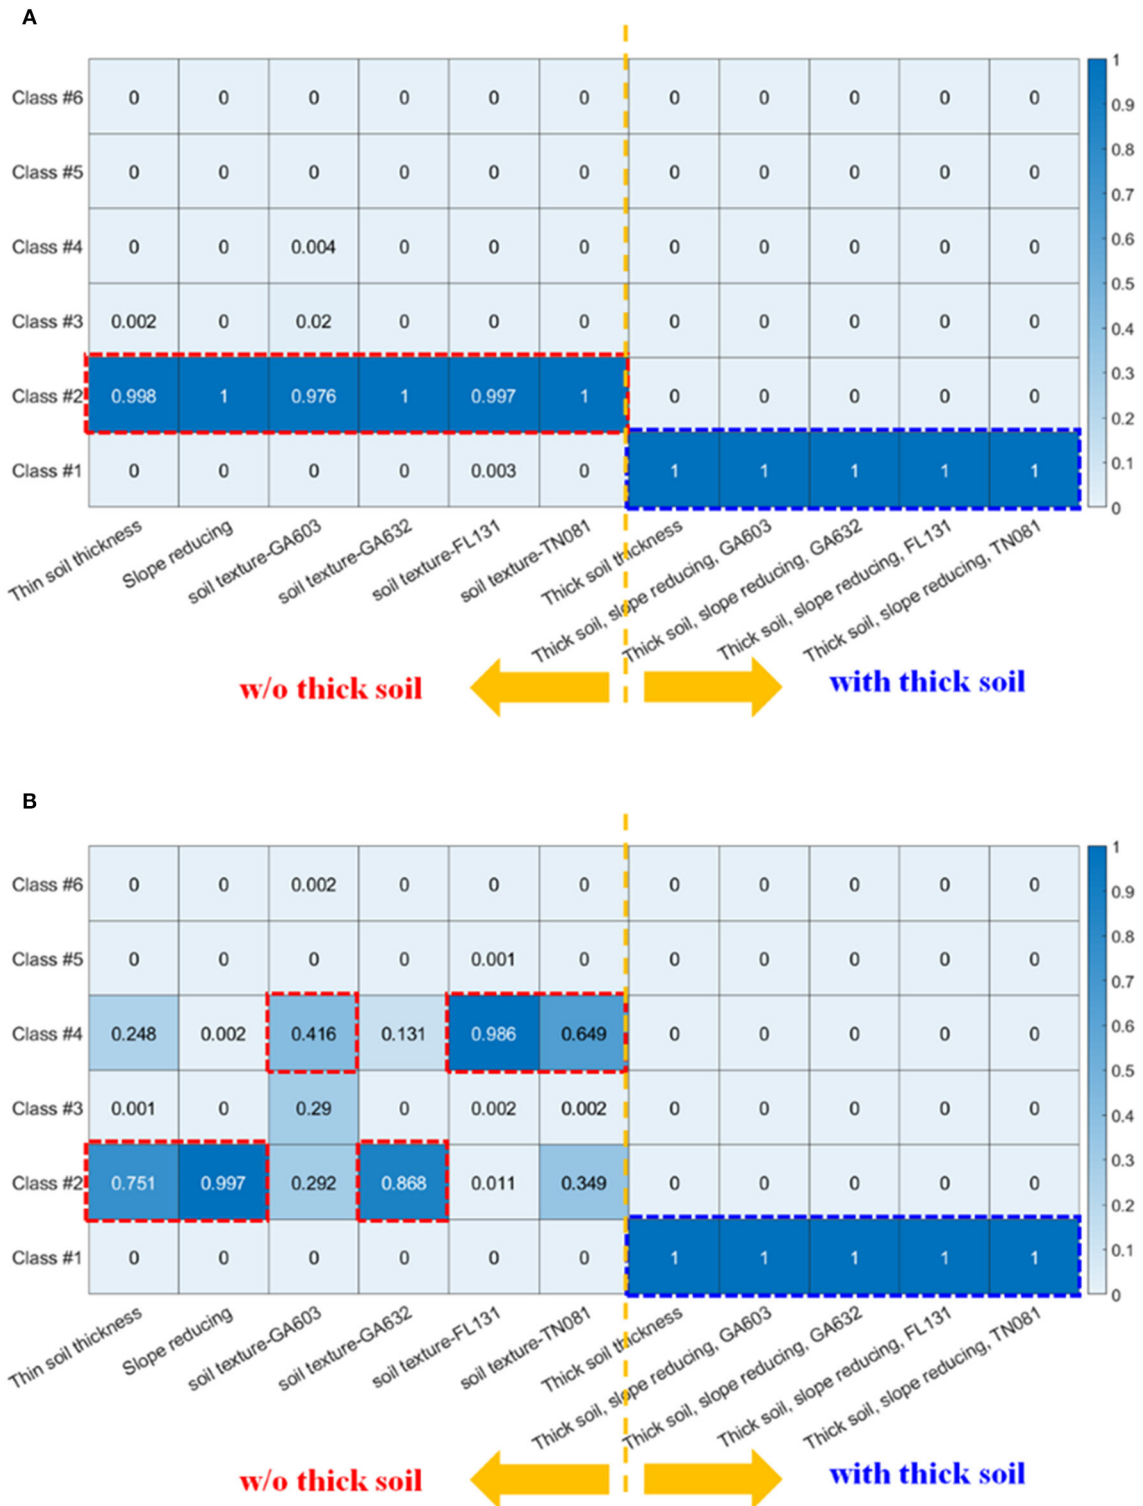 A
Class #6 0 0 0 0 0 0 0 0 0 0 0
Class #5 0 0 0 0 0 0 0 0 0 0 0
Class #4 0 0 0.004 0 0 0 0 0 0 0 0
Class #3 0.002 0 0.02 0 0 0 0 0 0 0 0
Class #2 0.998 1 0.976 1 0.997 1 0 0 0 0 0
Class #1 0 0 0 0 0.003 0 1 1 1 1 1
1
0.9
0.8
0.7
0.6
0.5
0.4
0.3
0.2
0.1
0
Thin soil thickness
Slope reducing
soil texture-GA603
soil texture-GA632
soil texture-FL131
soil texture-TN081
Thick soil thickness
Thick soil, slope reducing, GA603
Thick soil, slope reducing, GA632
Thick soil, slope reducing, FL131
Thick soil, slope reducing, TN081
w/o thick soil
with thick soil
B
Class #6 0 0 0.002 0 0 0 0 0 0 0 0
Class #5 0 0 0 0 0.001 0 0 0 0 0 0
Class #4 0.248 0.002 0.416 0.131 0.986 0.649 0 0 0 0 0
Class #3 0.001 0 0.29 0 0.002 0.002 0 0 0 0 0
Class #2 0.751 0.997 0.292 0.868 0.011 0.349 0 0 0 0 0
Class #1 0 0 0 0 0 0 1 1 1 1 1
1
0.9
0.8
0.7
0.6
0.5
0.4
0.3
0.2
0.1
0
Thin soil thickness
Slope reducing
soil texture-GA603
soil texture-GA632
soil texture-FL131
soil texture-TN081
Thick soil thickness
Thick soil, slope reducing, GA603
Thick soil, slope reducing, GA632
Thick soil, slope reducing, FL131
Thick soil, slope reducing, TN081
w/o thick soil
with thick soil